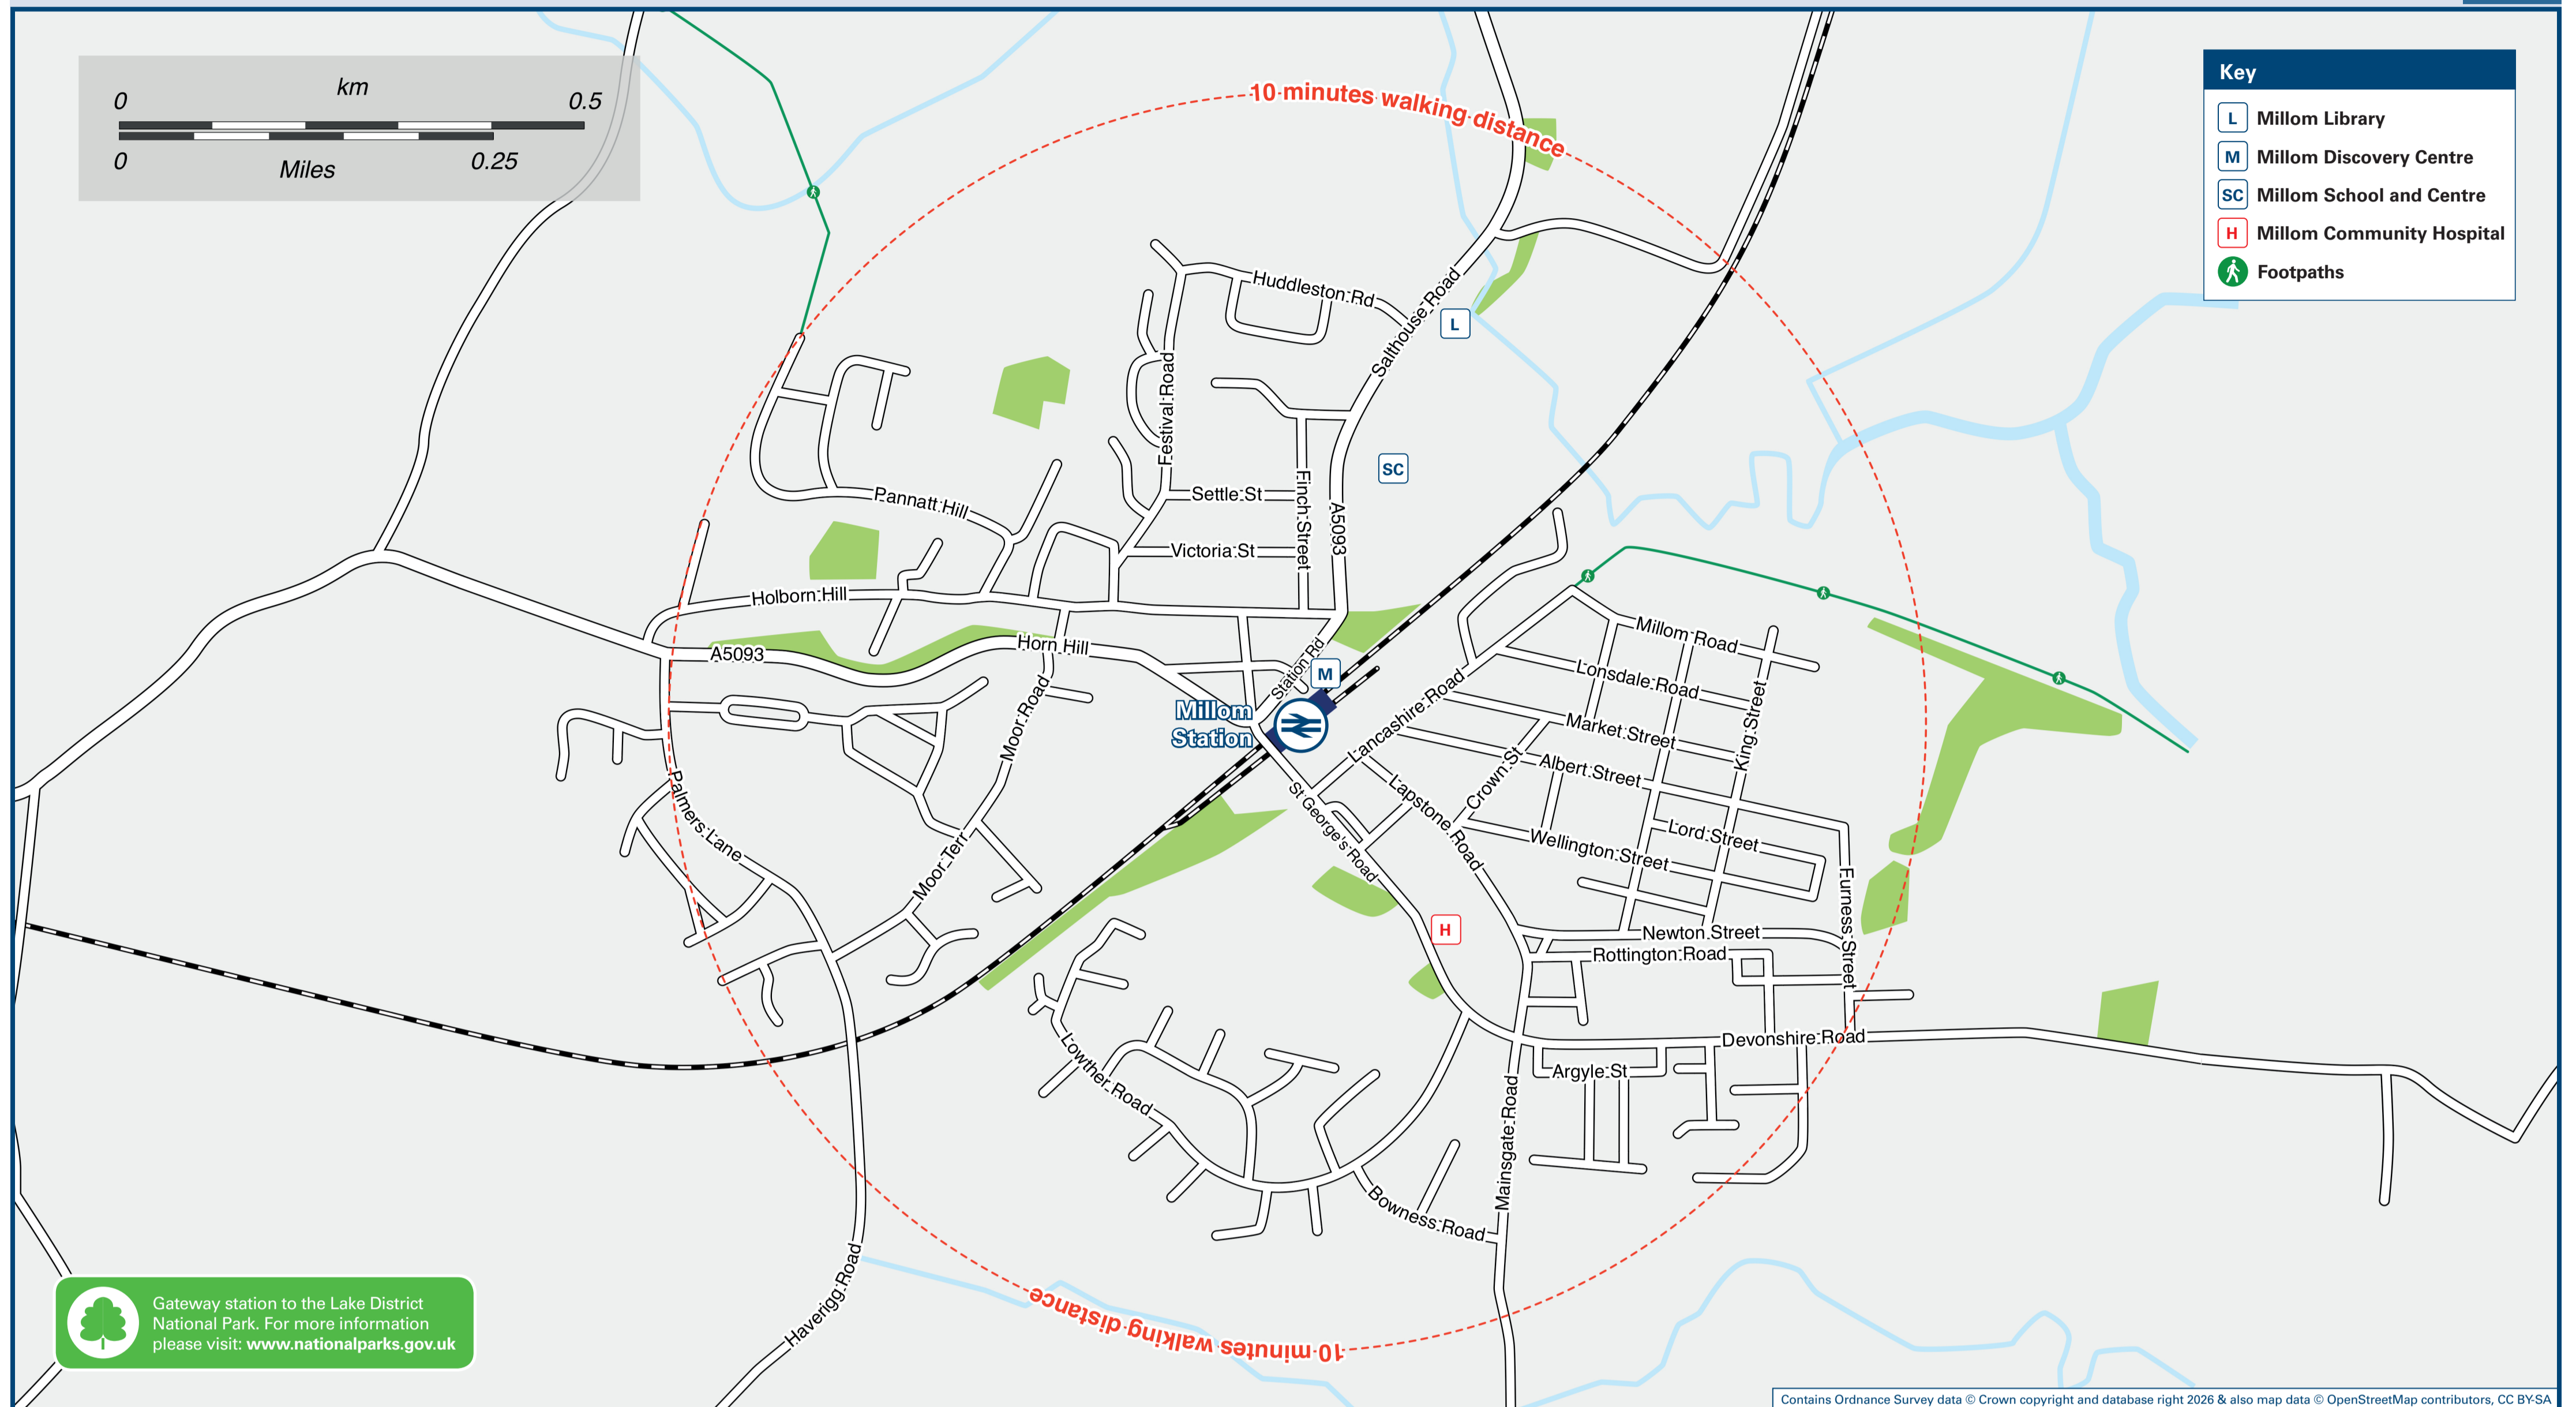 km
0
0.5
0
0.25
Miles
10 minutes walking distance
Key
L
Millom Library
M
Millom Discovery Centre
SC
Millom School and Centre
H
Millom Community Hospital
Footpaths
Huddleston Rd
Salthouse Road
L
Festival Road
SC
Settle St
Finch Street
A5093
Victoria St
Pannatt Hill
Holborn Hill
A5093
Horn Hill
Station Rd
M
Millom
Station
Moor Road
Moor Terr
Palmers Lane
Millom Road
Lonsdale Road
Lancashire Road
Market Street
King Street
Albert Street
Crown St
Lapstone Road
St George's Road
Lord Street
Wellington Street
Furness Street
H
Newton Street
Rottington Road
Devonshire Road
Argyle St
Lowther Road
Mainsgate Road
Bowness Road
Haverigg Road
10 minutes walking distance
Gateway station to the Lake District
National Park. For more information
please visit: www.nationalparks.gov.uk
Contains Ordnance Survey data © Crown copyright and database right 2026 & also map data © OpenStreetMap contributors, CC BY-SA